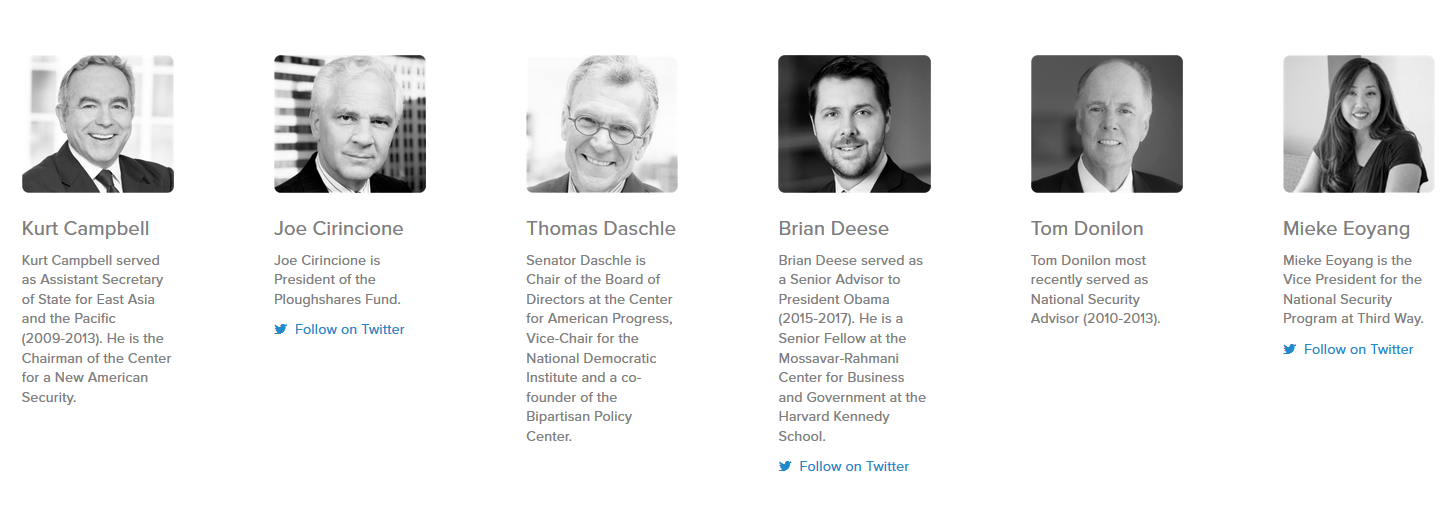 Kurt Campbell
Kurt Campbell served
as Assistant Secretary
of State for East Asia
and the Pacific
(2009-2013). He is the
Chairman of the Center
for a New American
Security.
Joe Cirincione
Joe Cirincione is
President of the
Ploughshares Fund.
Follow on Twitter
Thomas Daschle
Senator Daschle is
Chair of the Board of
Directors at the Center
for American Progress,
Vice-Chair for the
National Democratic
Institute and a co-
founder of the
Bipartisan Policy
Center.
Brian Deese
Brian Deese served as
a Senior Advisor to
President Obama
(2015-2017). He is a
Senior Fellow at the
Mossavar-Rahmani
Center for Business
and Government at the
Harvard Kennedy
School.
Follow on Twitter
Tom Donilon
Tom Donilon most
recently served as
National Security
Advisor (2010-2013).
Mieke Eoyang
Mieke Eoyang is the
Vice President for the
National Security
Program at Third Way.
Follow on Twitter